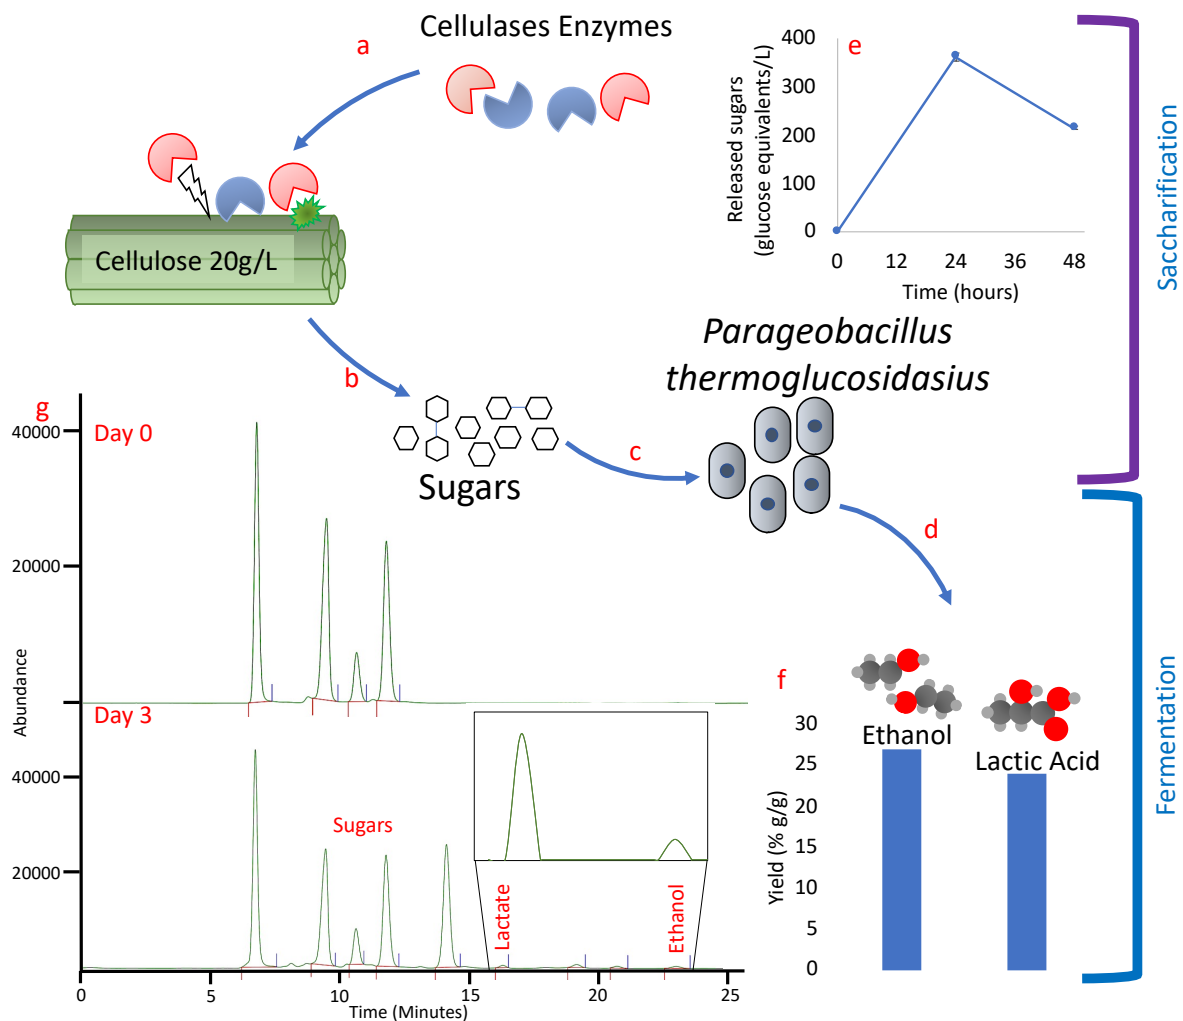 Cellulases Enzymes
a
Cellulose 20g/L
b
Sugars
c
Parageobacillus
thermoglucosidasius
d
e
Released sugars
(glucose equivalents/L)
400
300
200
100
0
0 12 24 36 48
Time (hours)
Saccharification
Fermentation
f
Ethanol
Lactic Acid
Yield (% g/g)
30
25
20
15
10
5
0
g
Day 0
40000
20000
Abundance
Day 3
40000
20000
Sugars
Lactate
Ethanol
0 5 10 15 20 25
Time (Minutes)